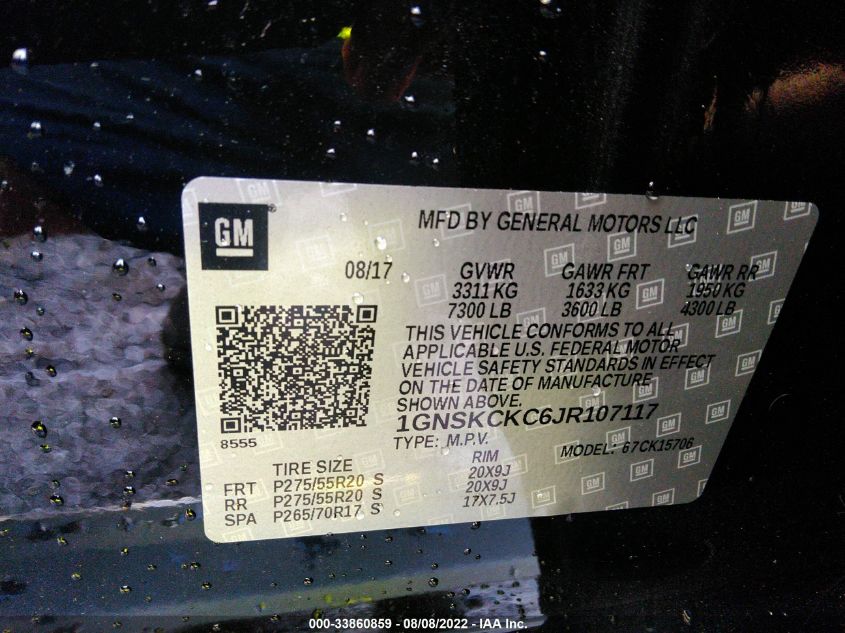 GM
MFD BY GENERAL MOTORS LLC
08/17 GVWR GAWR FRT GAWR RR
3311 KG 1633 KG 1950 KG
7300 LB 3600 LB 4300 LB
THIS VEHICLE CONFORMS TO ALL
APPLICABLE U.S. FEDERAL MOTOR
VEHICLE SAFETY STANDARDS IN EFFECT
ON THE DATE OF MANUFACTURE
SHOWN ABOVE.
1GNSKCKC6JR107117
8555
TYPE: M.P.V. MODEL: 67CK15706
TIRE SIZE RIM
FRT P275/55R20 S 20X9J
RR P275/55R20 S 20X9J
SPA P265/70R17 S 17X7.5J
000-33860859 - 08/08/2022 - IAA Inc.